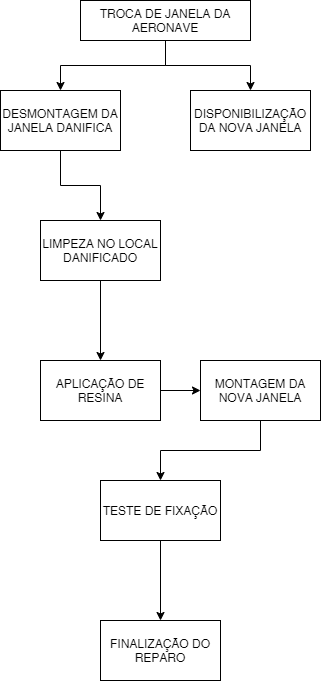 TROCA DE JANELA DA
AERONAVE
DESMONTAGEM DA
JANELA DANIFICA
DISPONIBILIZAÇÃO
DA NOVA JANELA
LIMPEZA NO LOCAL
DANIFICADO
APLICAÇÃO DE
RESINA
MONTAGEM DA
NOVA JANELA
TESTE DE FIXAÇÃO
FINALIZAÇÃO DO
REPARO